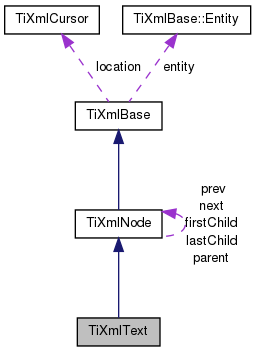 TiXmlCursor
TiXmlBase::Entity
location
entity
TiXmlBase
prev
next
firstChild
lastChild
parent
TiXmlNode
TiXmlText